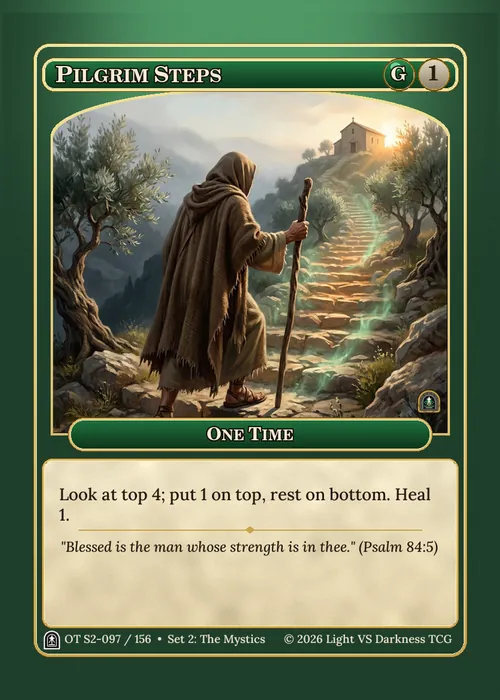 PILGRIM STEPS G 1
ONE TIME
Look at top 4; put 1 on top, rest on bottom. Heal
1.
"Blessed is the man whose strength is in thee." (Psalm 84:5)
OT S2-097 / 156 • Set 2: The Mystics © 2026 Light VS Darkness TCG